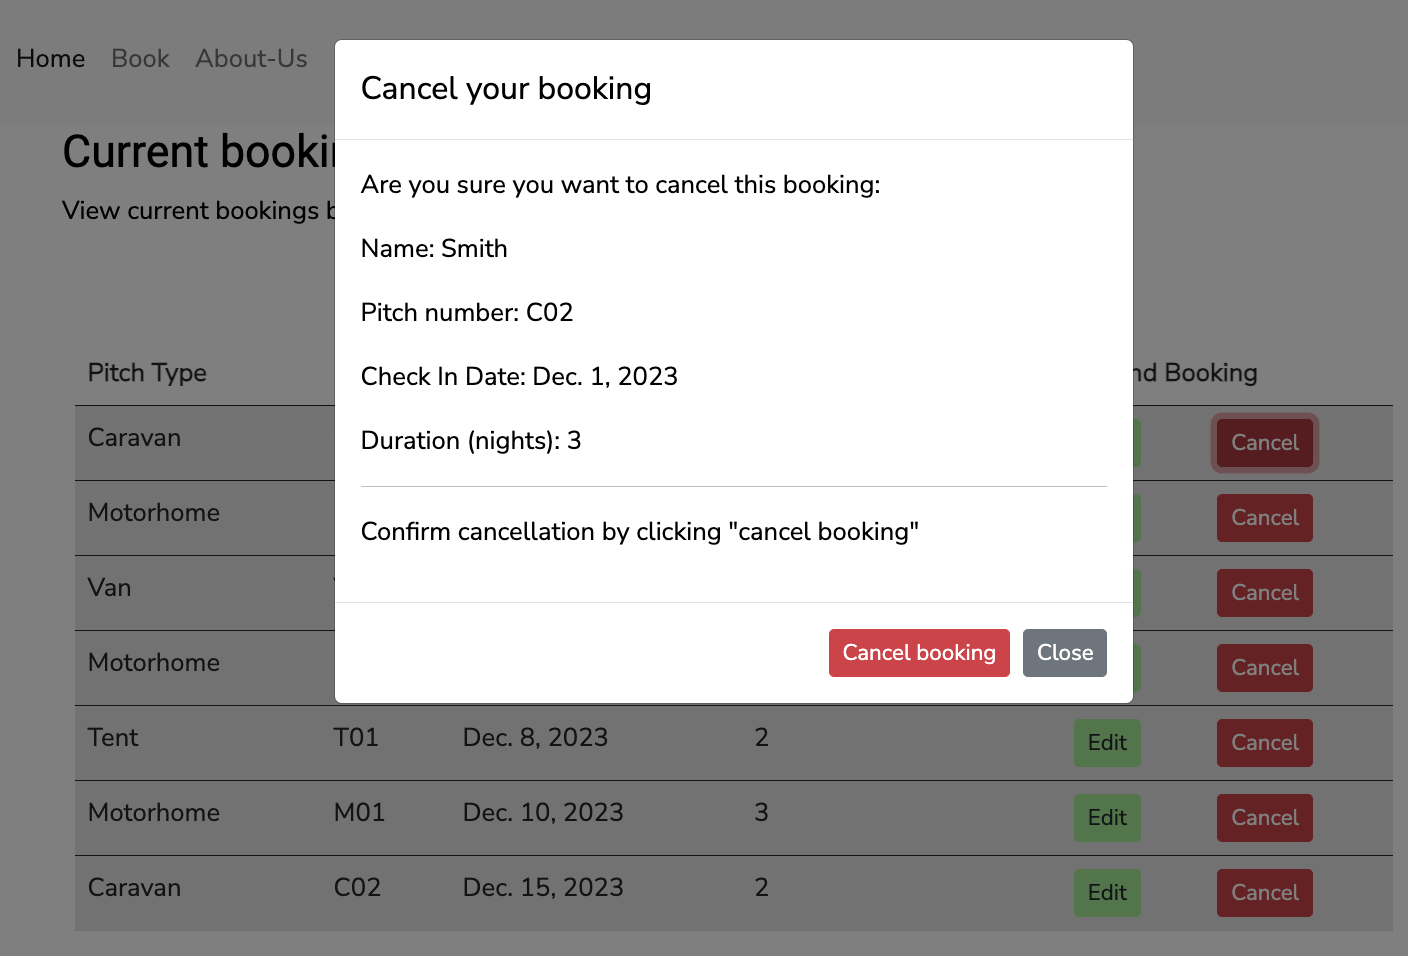 Home Book About-Us
Cancel your booking
Current
View current bookings
Are you sure you want to cancel this booking:
Name: Smith
Pitch number: C02
Check In Date: Dec. 1, 2023
Duration (nights): 3
Confirm cancellation by clicking "cancel booking"
Cancel booking Close
Pitch Type Booking
Caravan Cancel
Motorhome Cancel
Van Cancel
Motorhome Cancel
Tent T01 Dec. 8, 2023 2 Edit Cancel
Motorhome M01 Dec. 10, 2023 3 Edit Cancel
Caravan C02 Dec. 15, 2023 2 Edit Cancel